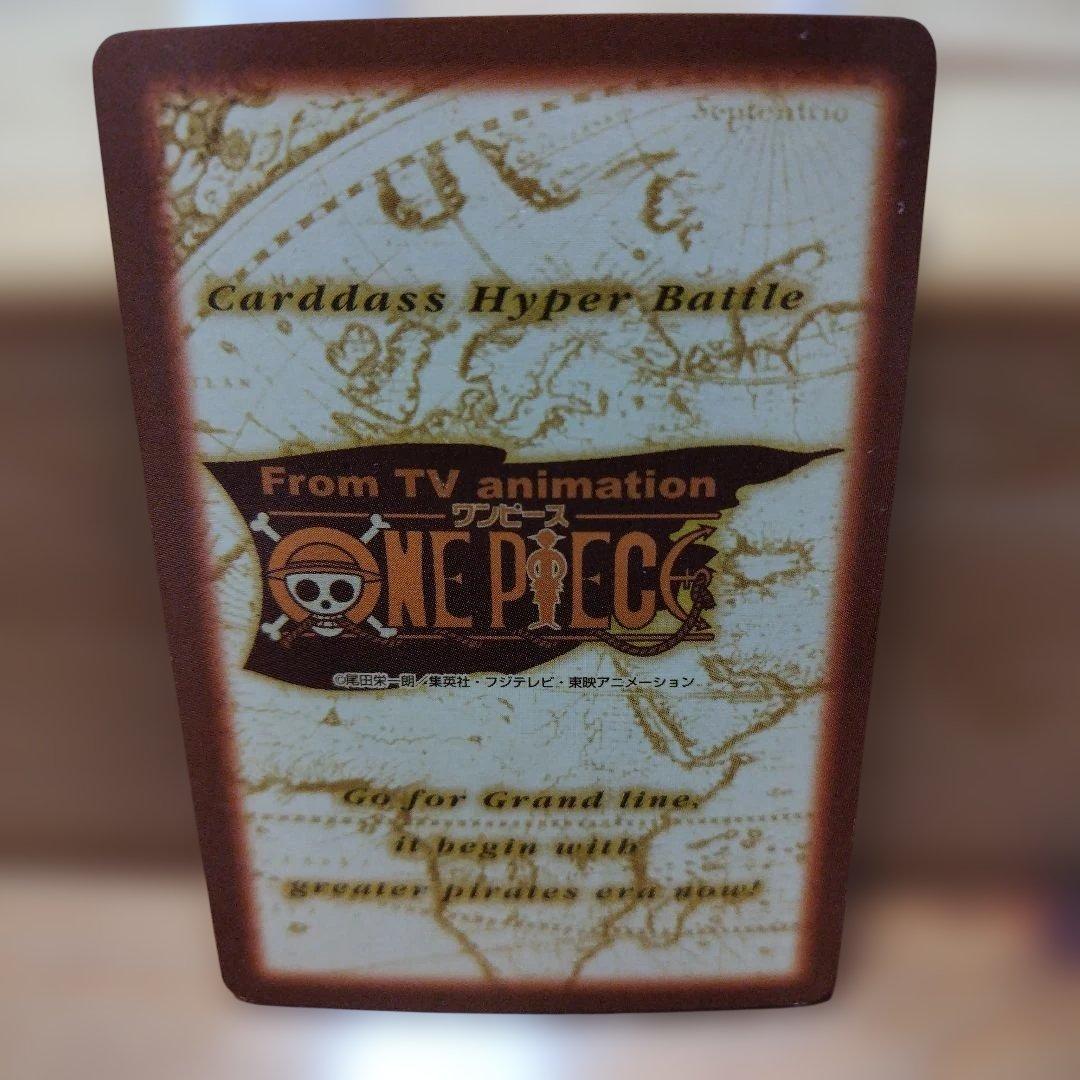 Septentrio
Carddass Hyper Battle
From TV animation
ワンピース
ONE PIECE
©尾田栄一郎/集英社・フジテレビ・東映アニメーション
Go for Grand line,
it begin with
greater pirates era now!